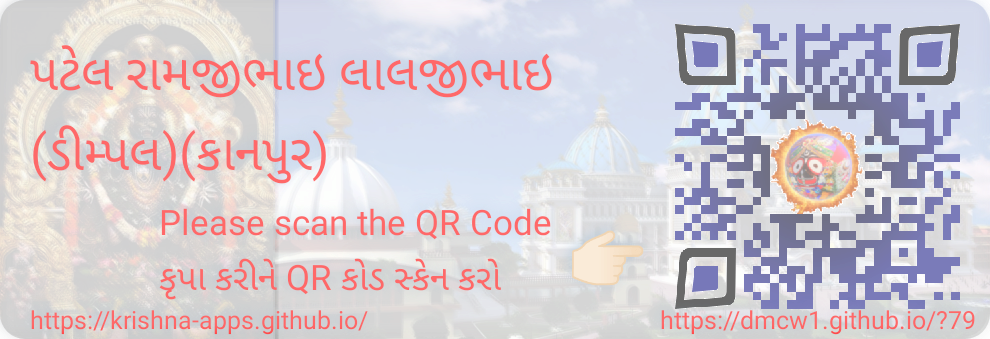 પટેલ રામજીભાઇ લાલજીભાઇ
(ડીમ્પલ)(કાનપુર)
Please scan the QR Code
કૃપા કરીને QR કોડ સ્કેન કરો
https://krishna-apps.github.io/
https://dmcw1.github.io/?79